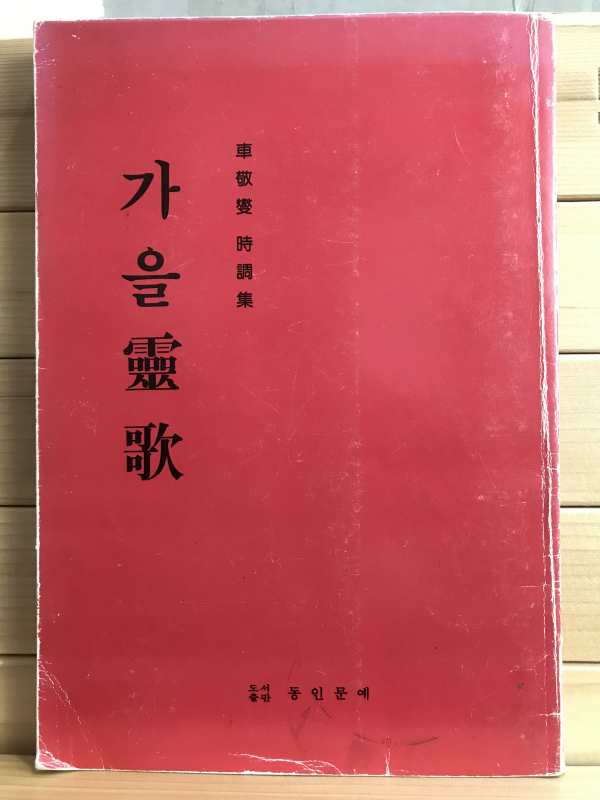 車敬燮 時調集
가을靈歌
도서출판 동인문예